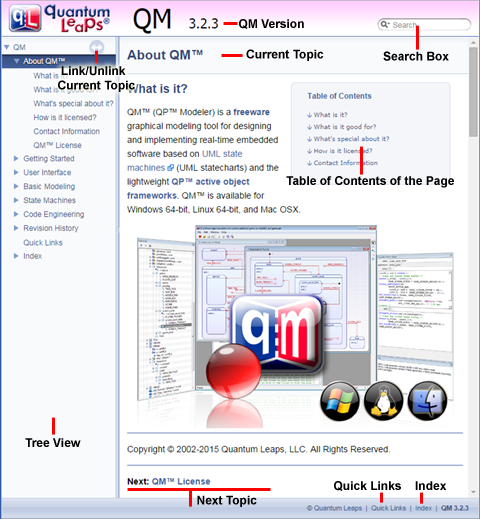 Quantum Leaps®
QM 3.2.3 QM Version
Search
Search Box
QM
About QM™
Link/Unlink
Current Topic
What is it?
What is it good for?
What's special about it?
How is it licensed?
Contact Information
QM™ License
Getting Started
User Interface
Basic Modeling
State Machines
Code Engineering
Revision History
Quick Links
Index
Tree View
About QM™
Current Topic
What is it?
QM™ (QP™ Modeler) is a freeware
graphical modeling tool for designing
and implementing real-time embedded
software based on UML state
machines (UML statecharts) and the
lightweight QP™ active object
frameworks. QM™ is available for
Windows 64-bit, Linux 64-bit, and Mac OSX.
Table of Contents
↓ What is it?
↓ What is it good for?
↓ What's special about it?
↓ How is it licensed?
↓ Contact Information
Table of Contents of the Page
qm
Copyright © 2002-2015 Quantum Leaps, LLC. All Rights Reserved.
Next: QM™ License
Next Topic
Quick Links
Index
© Quantum Leaps | Quick Links | Index | QM 3.2.3